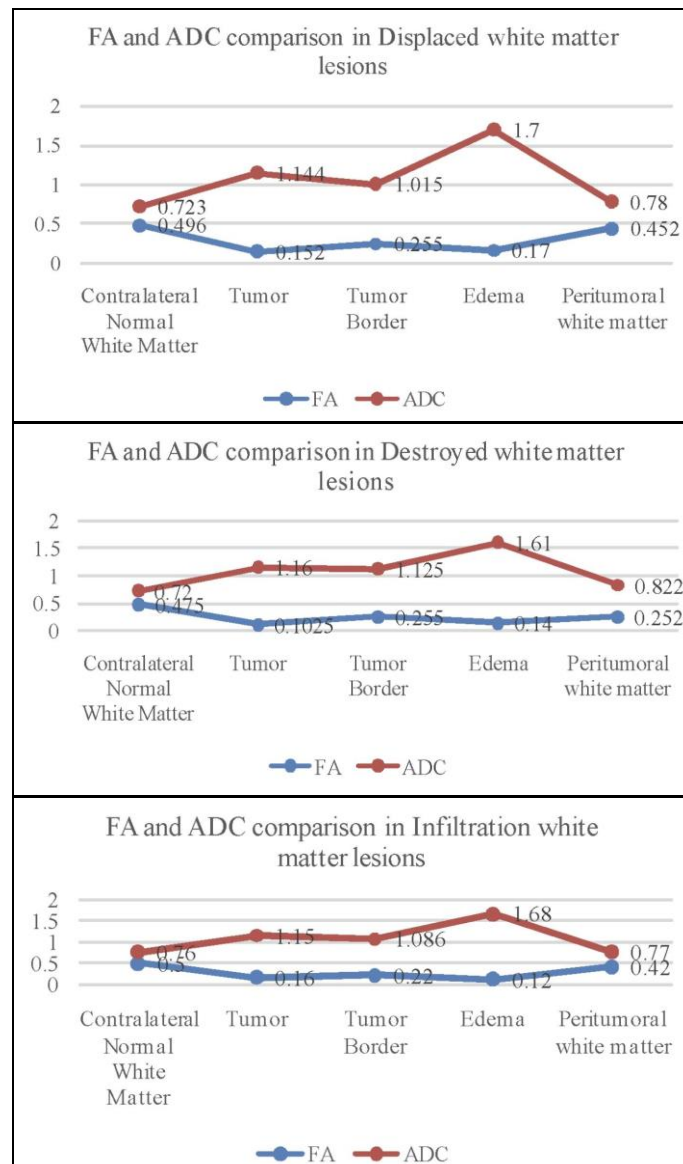 FA and ADC comparison in Displaced white matter
lesions
2
1.5
1
0.5
0
0.723
0.496
1.144
0.152
1.015
0.255
1.7
0.17
0.78
0.452
Contralateral
Normal
White Matter
Tumor
Tumor
Border
Edema
Peritumoral
white matter
FA
ADC
FA and ADC comparison in Destroyed white matter
lesions
2
1.5
1
0.5
0
0.72
0.475
1.16
0.1025
1.125
0.255
1.61
0.14
0.822
0.252
Contralateral
Normal
White Matter
Tumor
Tumor
Border
Edema
Peritumoral
white matter
FA
ADC
FA and ADC comparison in Infiltration white
matter lesions
2
1.5
1
0.5
0
0.76
0.5
1.15
0.16
1.086
0.22
1.68
0.12
0.77
0.42
Contralateral
Normal
White
Matter
Tumor
Tumor
Border
Edema
Peritumoral
white matter
FA
ADC